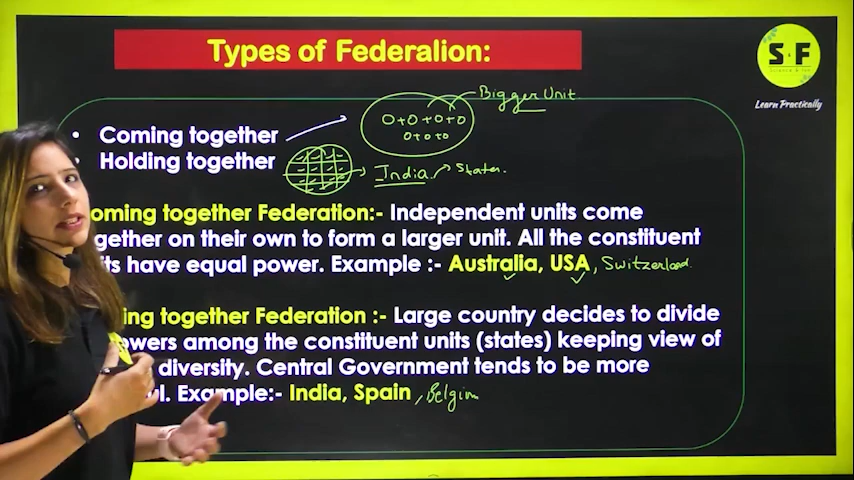 Types of Federalion:
S F
Science & fun
Learn Practically
Bigger Unit
• Coming together
O+O+O+O
O+O+O
Holding together
India → States.
oming together Federation:- Independent units come
gether on their own to form a larger unit. All the constituent
its have equal power. Example :- Australia, USA, Switzerland.
ing together Federation :- Large country decides to divide
owers among the constituent units (states) keeping view of
diversity. Central Government tends to be more
ul. Example:- India, Spain, Belgium